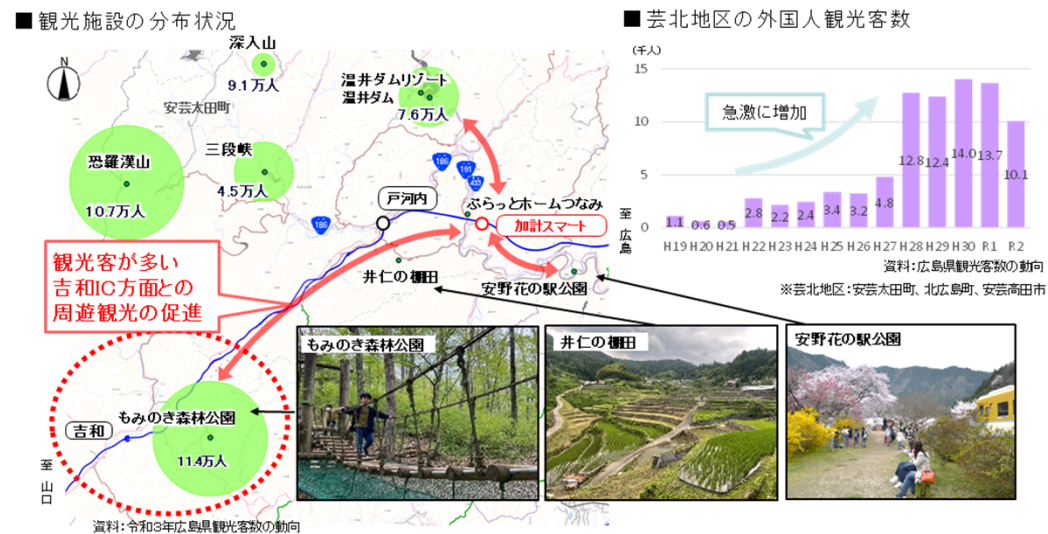 ■観光施設の分布状況
N
深入山
9.1万人
安芸太田町
温井ダムリゾート
温井ダム
7.6万人
恐羅漢山
10.7万人
三段峡
4.5万人
186
191
433
186
戸河内
ぷらっとホームつなみ
加計スマート
至広島
観光客が多い
吉和IC方面との
周遊観光の促進
井仁の棚田
安野花の駅公園
もみのき森林公園
吉和
11.4万人
至山口
もみのき森林公園
井仁の棚田
安野花の駅公園
資料:令和3年広島県観光客数の動向
■芸北地区の外国人観光客数
(千人)
15
10
5
0
急激に増加
1.1
0.6
0.5
2.8
2.2
2.4
3.4
3.2
4.8
12.8
12.4
14.0
13.7
10.1
H19 H20 H21 H22 H23 H24 H25 H26 H27 H28 H29 H30 R1 R2
資料:広島県観光客数の動向
※芸北地区:安芸太田町、北広島町、安芸高田市